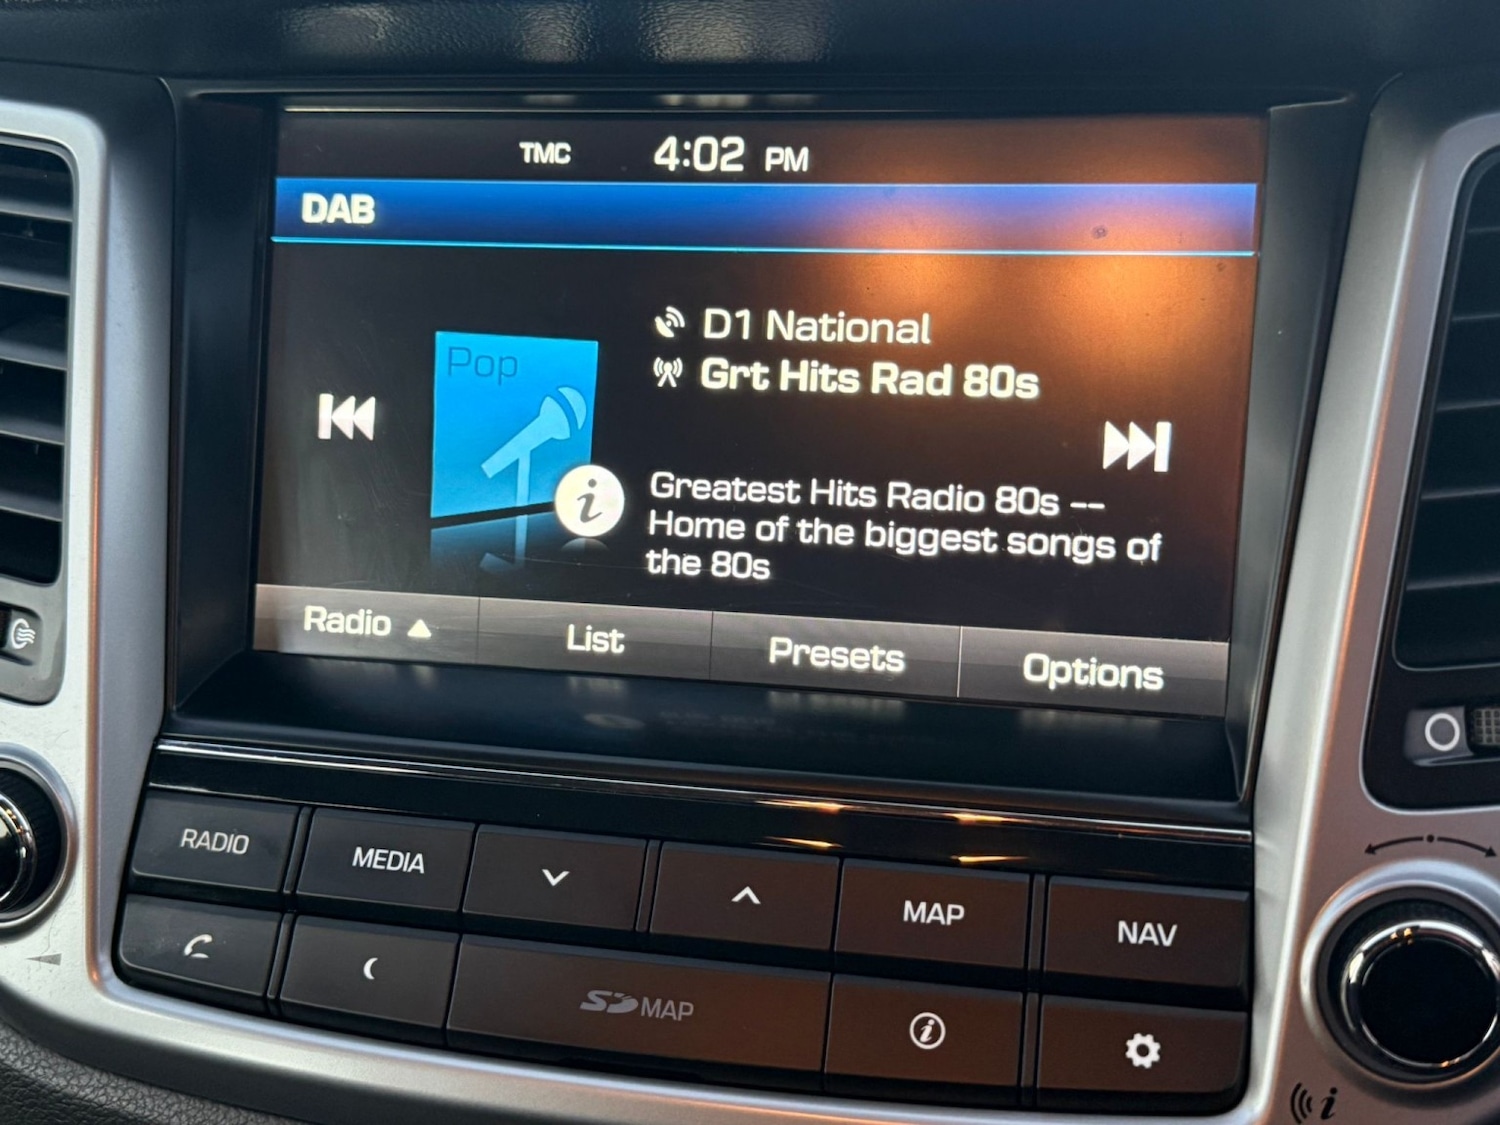 TMC 4:02 PM
DAB
Pop
D1 National
Grt Hits Rad 80s
Greatest Hits Radio 80s --
Home of the biggest songs of
the 80s
Radio List Presets Options
RADIO MEDIA MAP NAV
SD MAP i
i